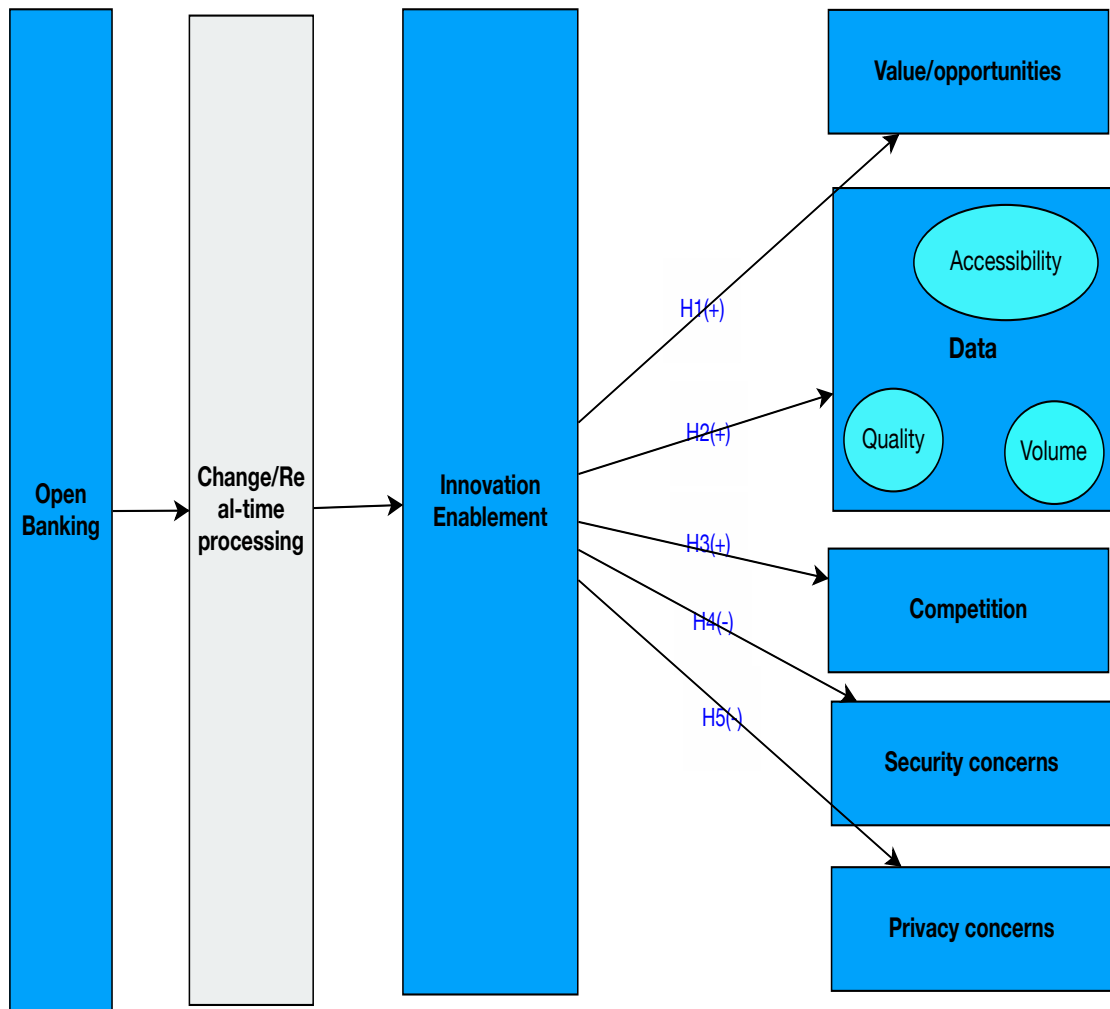 Open
Banking
Change/Re
al-time
processing
Innovation
Enablement
H1(+)
H2(+)
H3(+)
H4(-)
H5(-)
Value/opportunities
Accessibility
Data
Quality
Volume
Competition
Security concerns
Privacy concerns